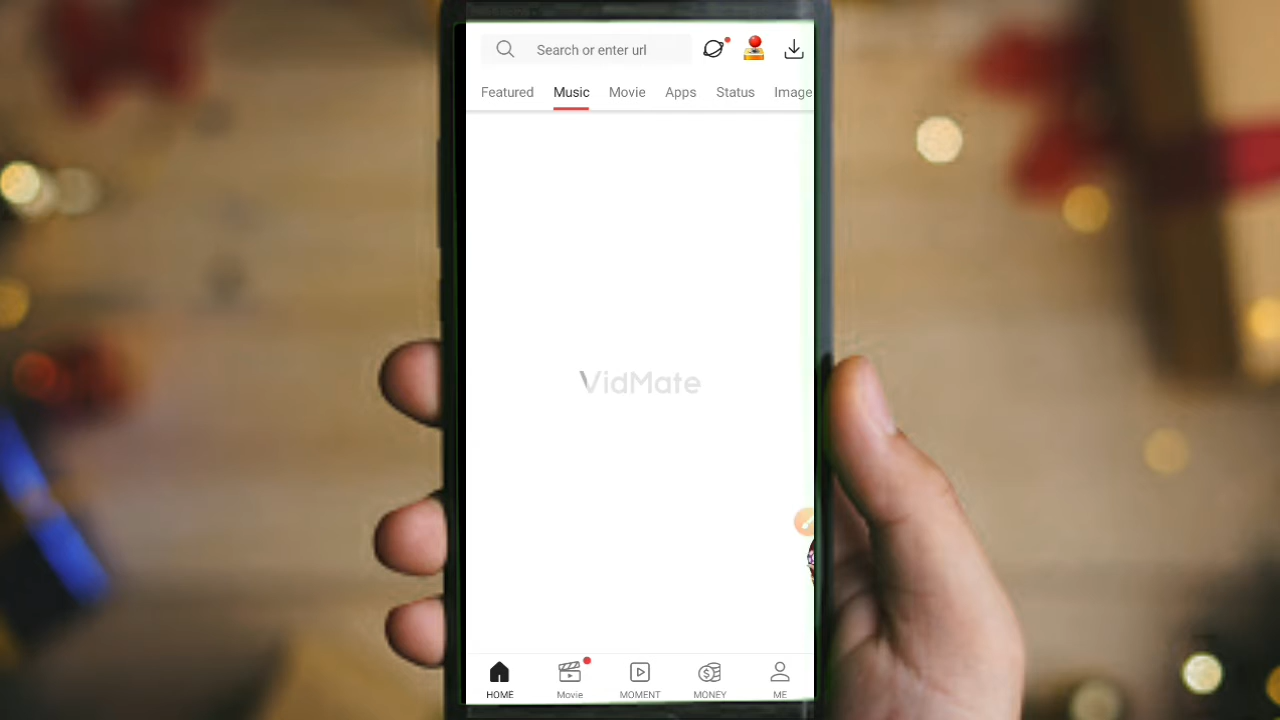 Search or enter url
Featured Music Movie Apps Status Image
VidMate
HOME Movie MOMENT MONEY ME